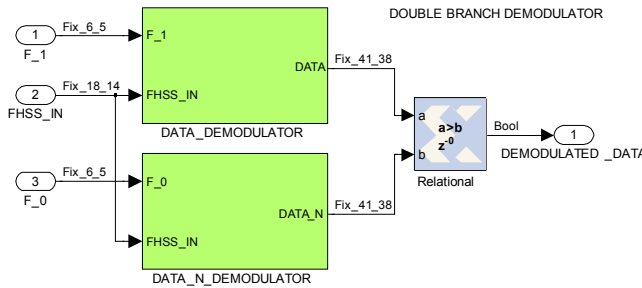 DOUBLE BRANCH DEMODULATOR
1
Fix_6_5
F_1
F_1
DATA
Fix_41_38
2
Fix_18_14
FHSS_IN
FHSS_IN
DATA_DEMODULATOR
a
a>b
z-0
b
Relational
Bool
1
DEMODULATED _DATA
3
Fix_6_5
F_0
F_0
DATA_N
Fix_41_38
FHSS_IN
DATA_N_DEMODULATOR